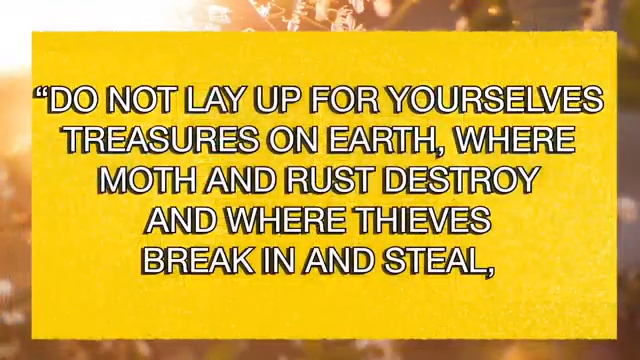 “DO NOT LAY UP FOR YOURSELVES
TREASURES ON EARTH, WHERE
MOTH AND RUST DESTROY
AND WHERE THIEVES
BREAK IN AND STEAL,